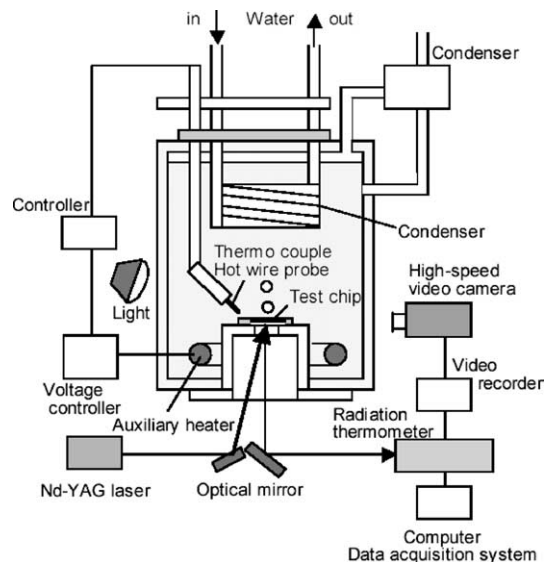 in Water out
Condenser
Controller
Condenser
Thermo couple
Hot wire probe
High-speed
video camera
Light
Test chip
Video
recorder
Voltage
controller
Radiation
thermometer
Auxiliary heater
Nd-YAG laser
Optical mirror
Computer
Data acquisition system